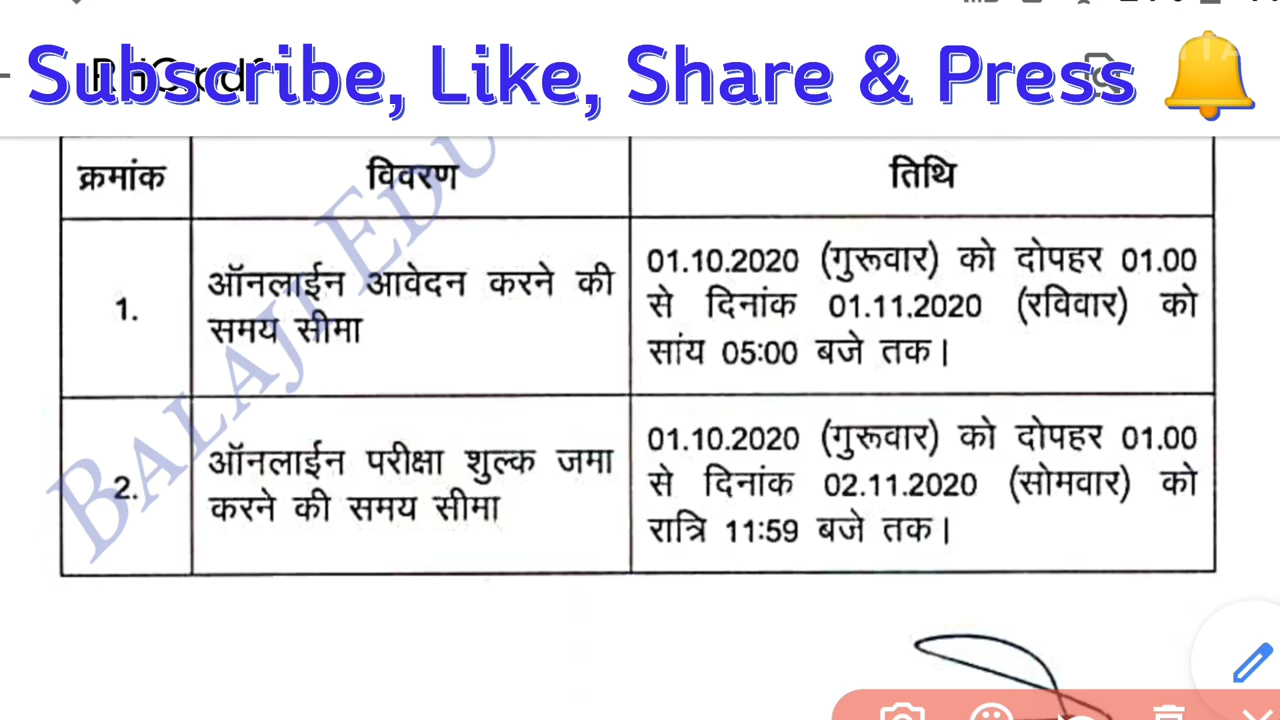 Subscribe, Like, Share & Press
क्रमांक
विवरण
तिथि
1.
ऑनलाईन आवेदन करने की
समय सीमा
01.10.2020 (गुरूवार) को दोपहर 01.00
से दिनांक 01.11.2020 (रविवार) को
सांय 05:00 बजे तक।
2.
ऑनलाईन परीक्षा शुल्क जमा
करने की समय सीमा
01.10.2020 (गुरूवार) को दोपहर 01.00
से दिनांक 02.11.2020 (सोमवार) को
रात्रि 11:59 बजे तक।
BALAJI EDU